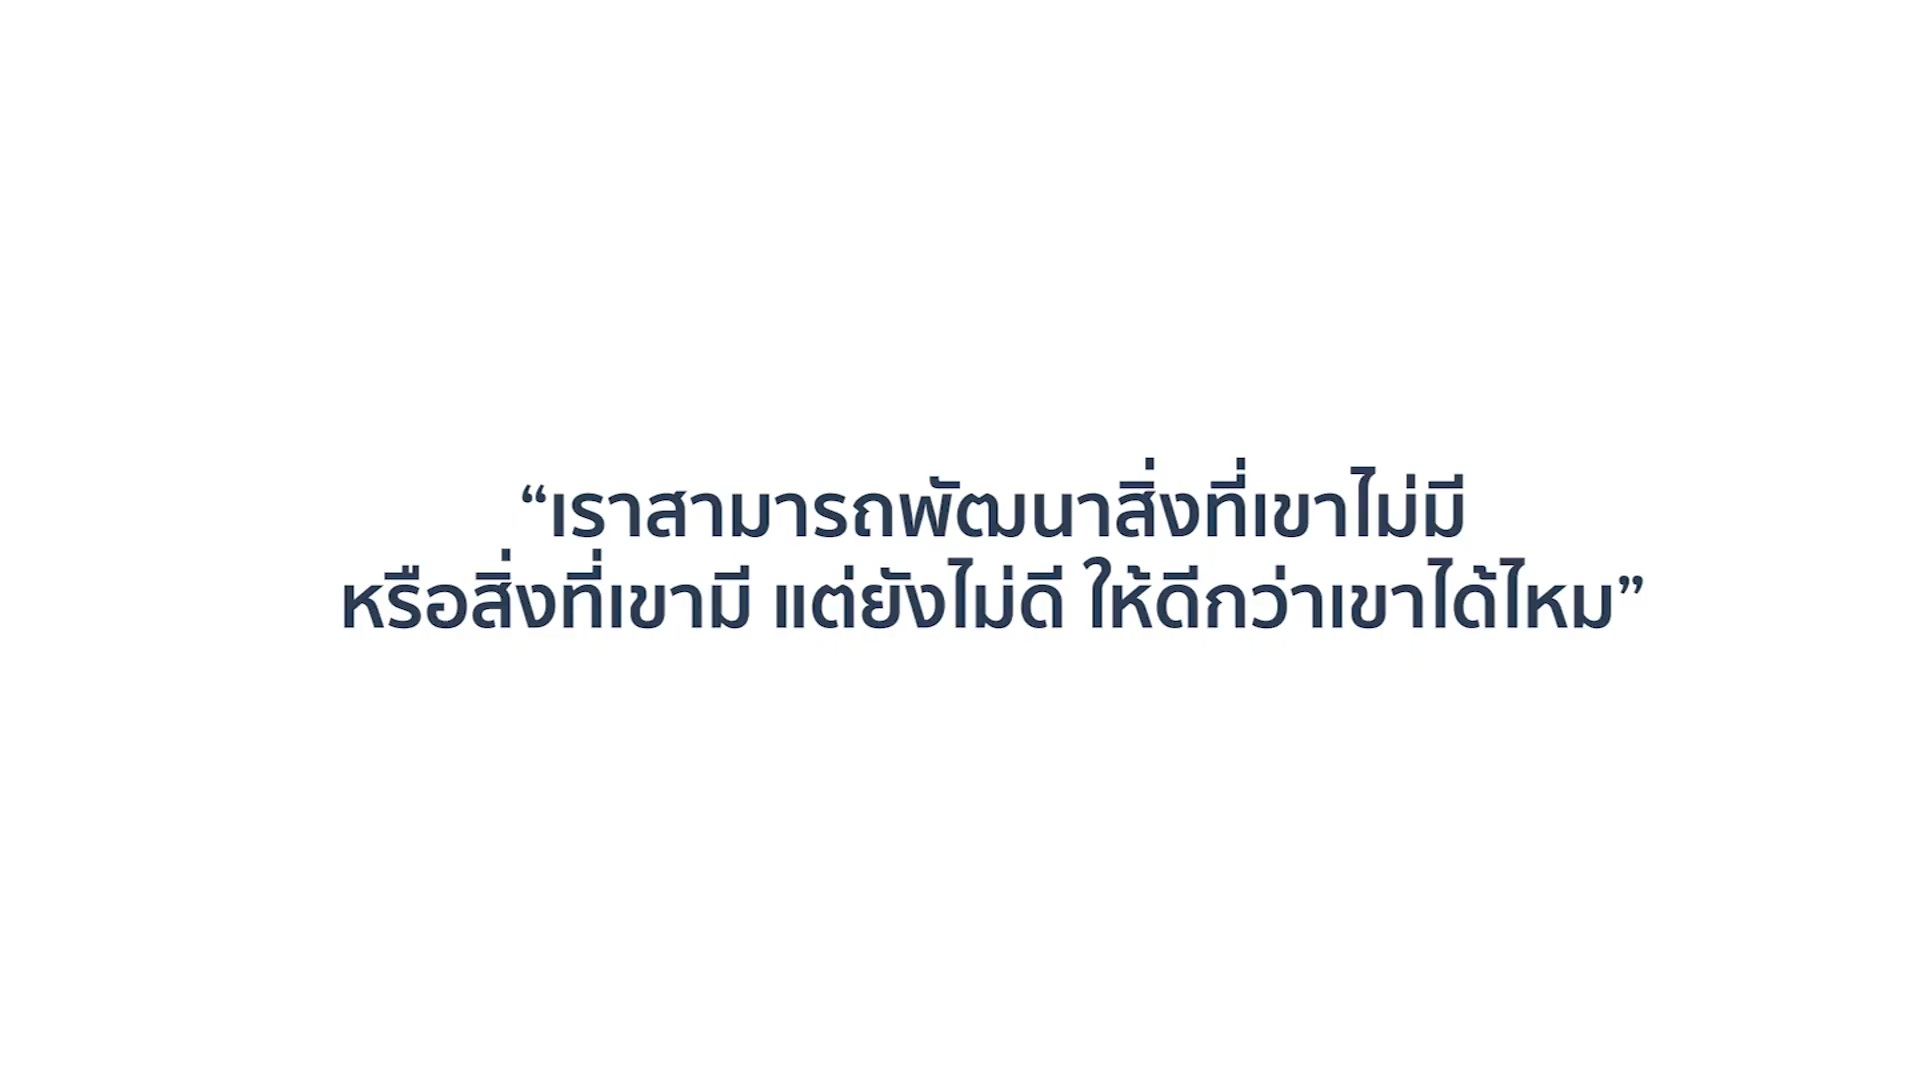 “เราสามารถพัฒนาสิ่งที่เขาไม่มี
หรือสิ่งที่เขามี แต่ยังไม่ดี ให้ดีกว่าเขาได้ไหม”